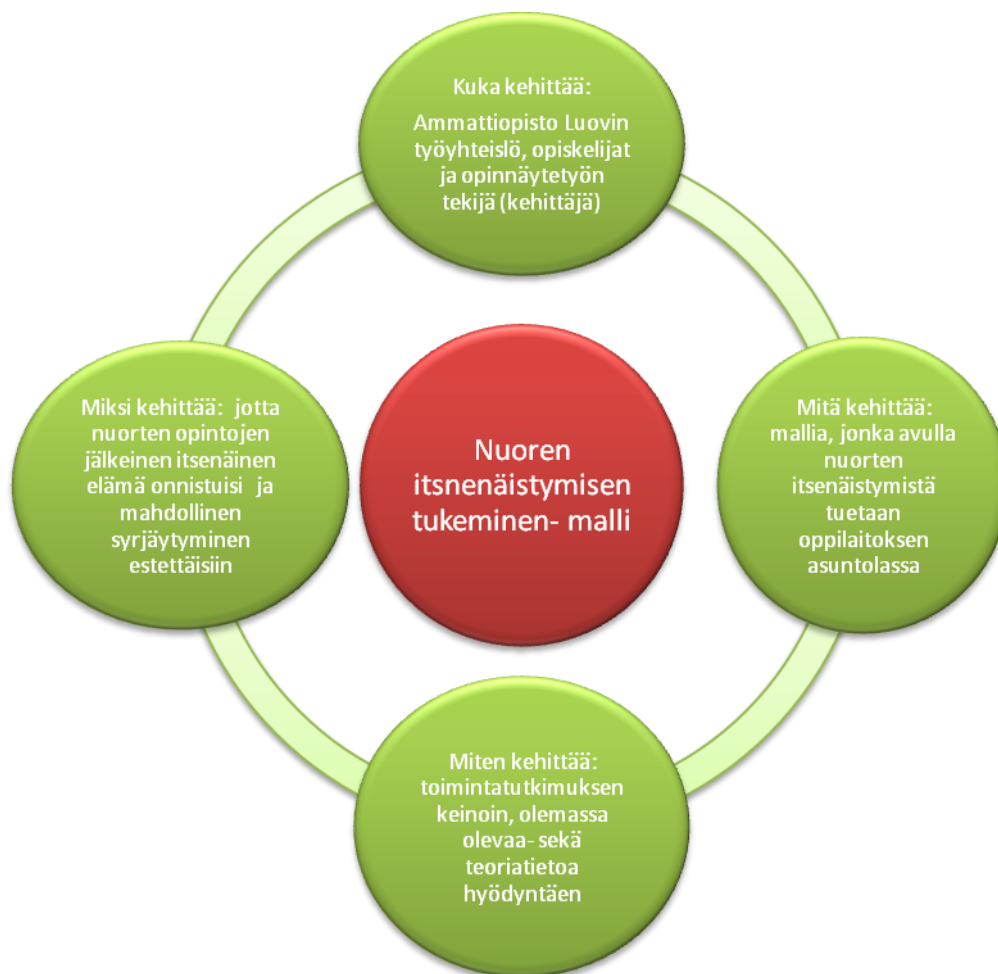 Kuka kehittää:
Ammattiopisto Luovin
työyhteislö, opiskelijat
ja opinnäytetyön
tekijä (kehittäjä)
Miksi kehittää: jotta
nuorten opintojen
jälkeinen itsenäinen
elämä onnistuisi ja
mahdollinen
syrjäytyminen
estettäisiin
Nuoren
itsnenäistymisen
tukeminen- malli
Mitä kehittää:
mallia, jonka avulla
nuorten
itsenäistymistä
tuetaan
oppilaitoksen
asuntolassa
Miten kehittää:
toimintatutkimuksen
keinoin, olemassa
olevaa- sekä
teoriatietoa
hyödyntäen